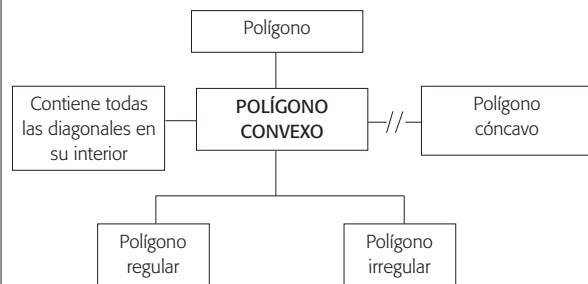 Polígono
Contiene todas
las diagonales en
su interior
POLÍGONO
CONVEXO
Polígono
cóncavo
Polígono
regular
Polígono
irregular